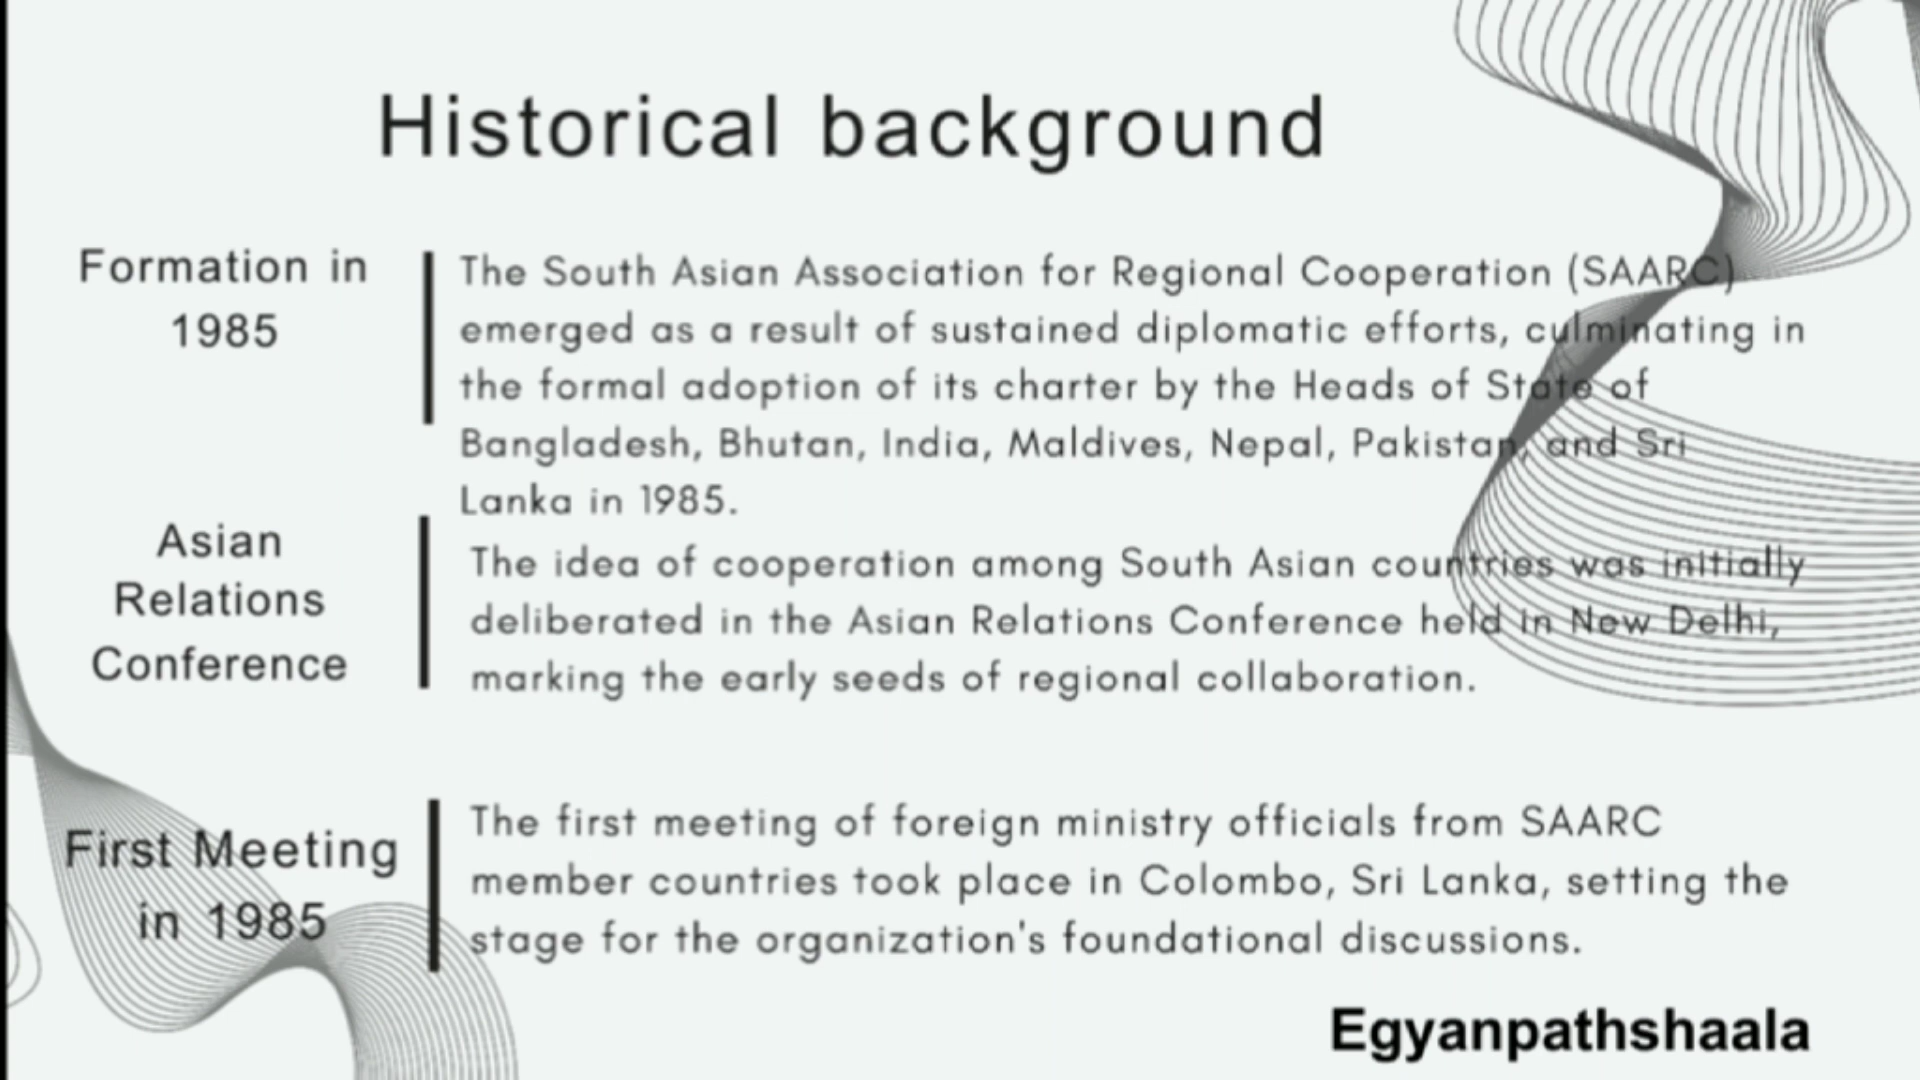 Historical background
Formation in
1985
The South Asian Association for Regional Cooperation (SAARC)
emerged as a result of sustained diplomatic efforts, culminating in
the formal adoption of its charter by the Heads of State of
Bangladesh, Bhutan, India, Maldives, Nepal, Pakistan, and Sri
Lanka in 1985.
Asian
Relations
Conference
The idea of cooperation among South Asian countries was initially
deliberated in the Asian Relations Conference held in New Delhi,
marking the early seeds of regional collaboration.
First Meeting
in 1985
The first meeting of foreign ministry officials from SAARC
member countries took place in Colombo, Sri Lanka, setting the
stage for the organization's foundational discussions.
Egyanpathshaala